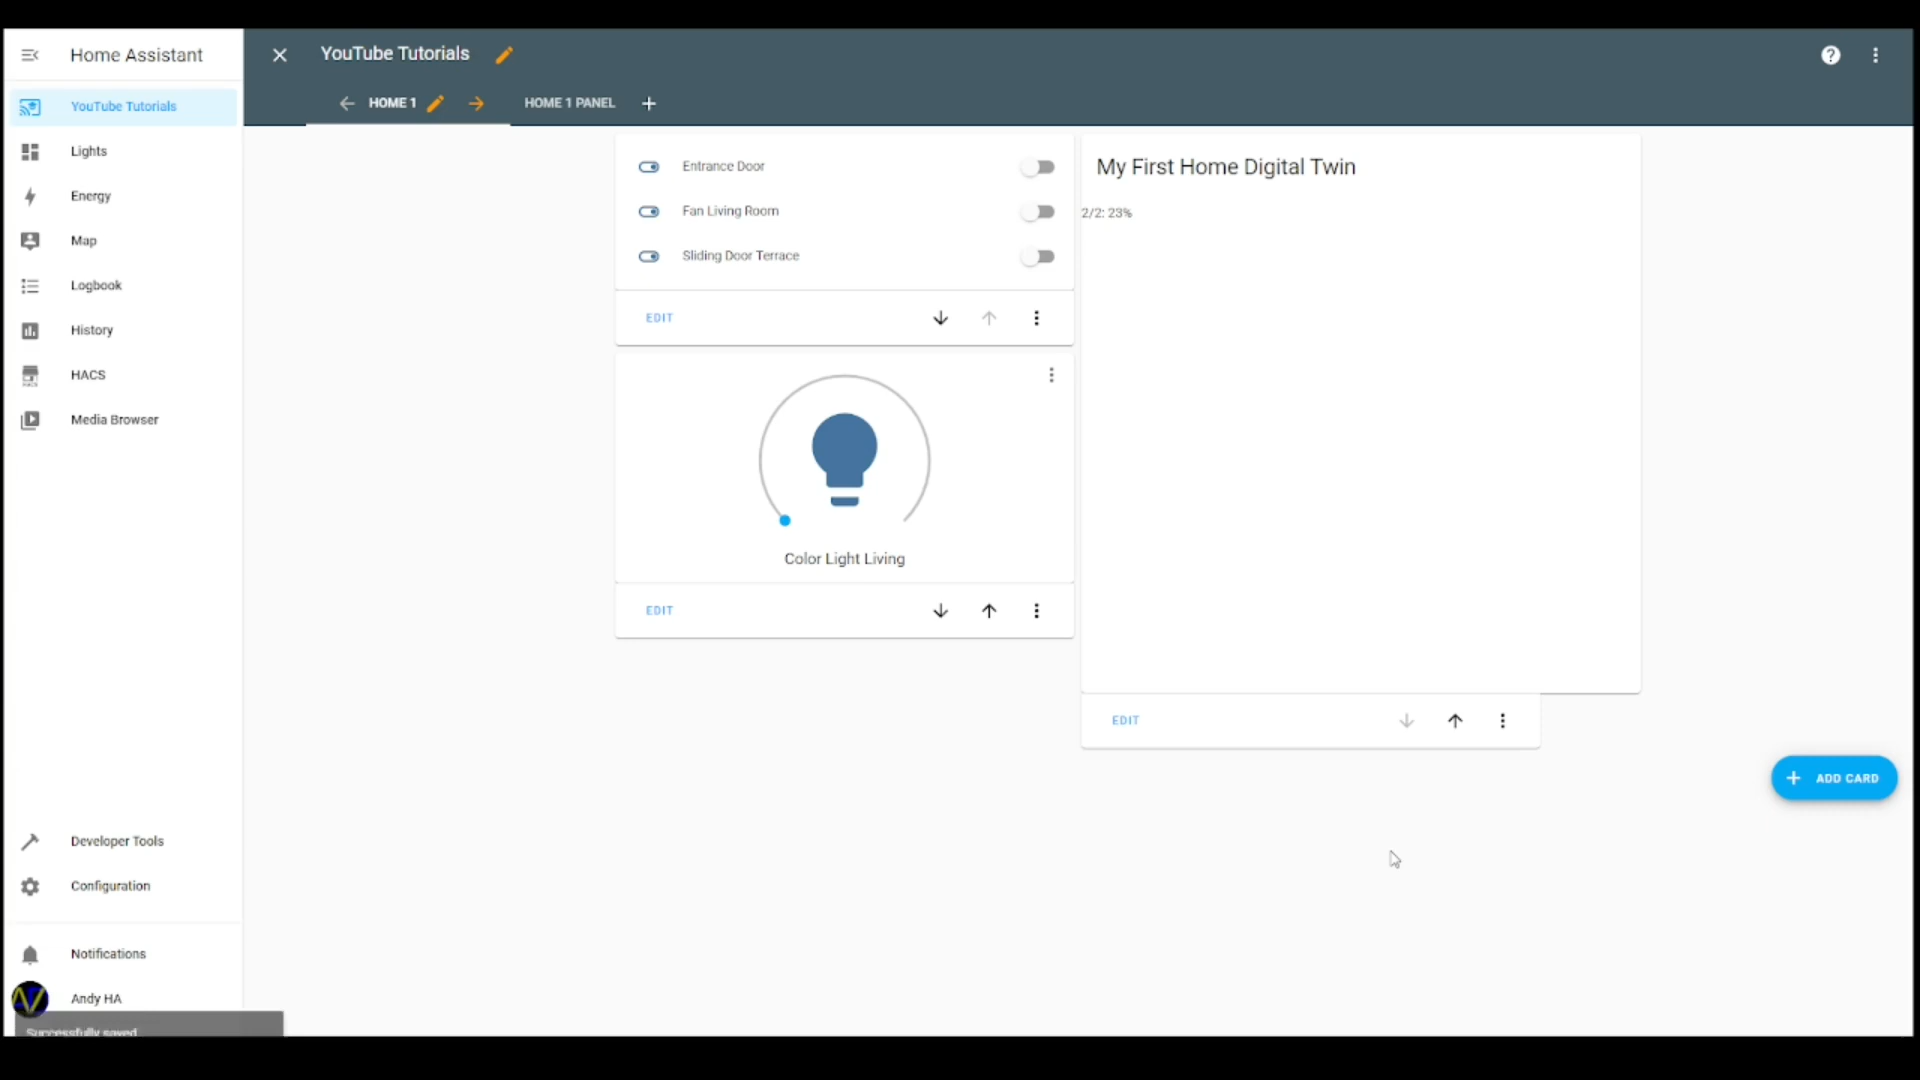 Home Assistant
YouTube Tutorials
HOME 1
HOME 1 PANEL
YouTube Tutorials
Lights
Energy
Map
Logbook
History
HACS
Media Browser
Developer Tools
Configuration
Notifications
Andy HA
Successfully saved
Entrance Door
Fan Living Room
Sliding Door Terrace
EDIT
Color Light Living
EDIT
My First Home Digital Twin
2/2: 23%
EDIT
ADD CARD